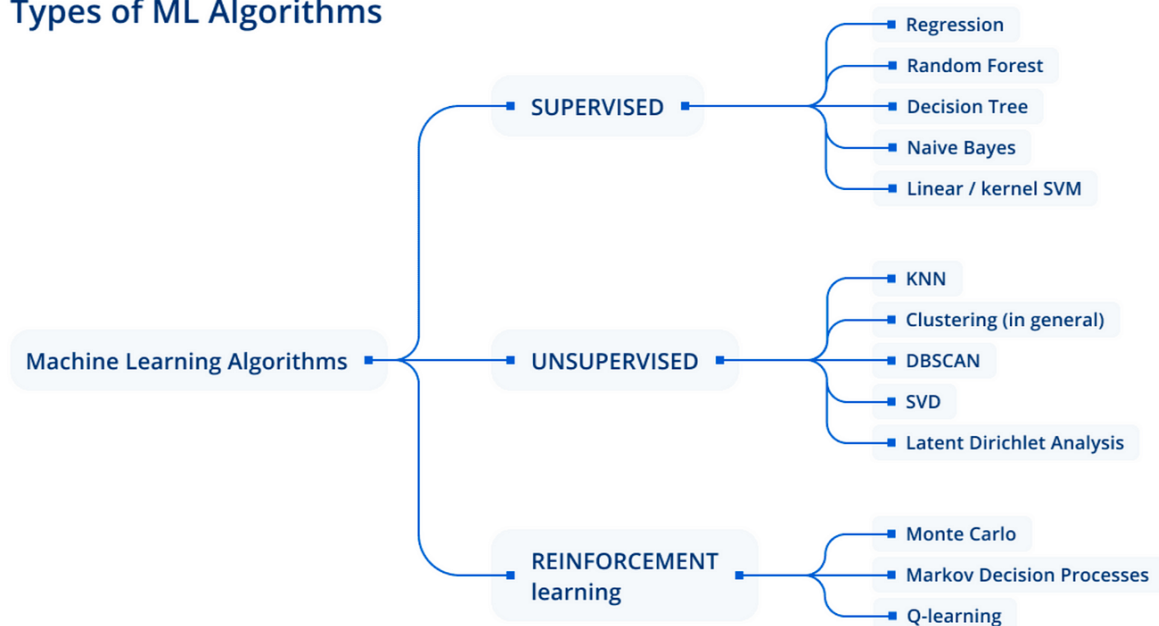 Types of ML Algorithms
Machine Learning Algorithms
SUPERVISED
Regression
Random Forest
Decision Tree
Naive Bayes
Linear / kernel SVM
UNSUPERVISED
KNN
Clustering (in general)
DBSCAN
SVD
Latent Dirichlet Analysis
REINFORCEMENT
learning
Monte Carlo
Markov Decision Processes
Q-learning